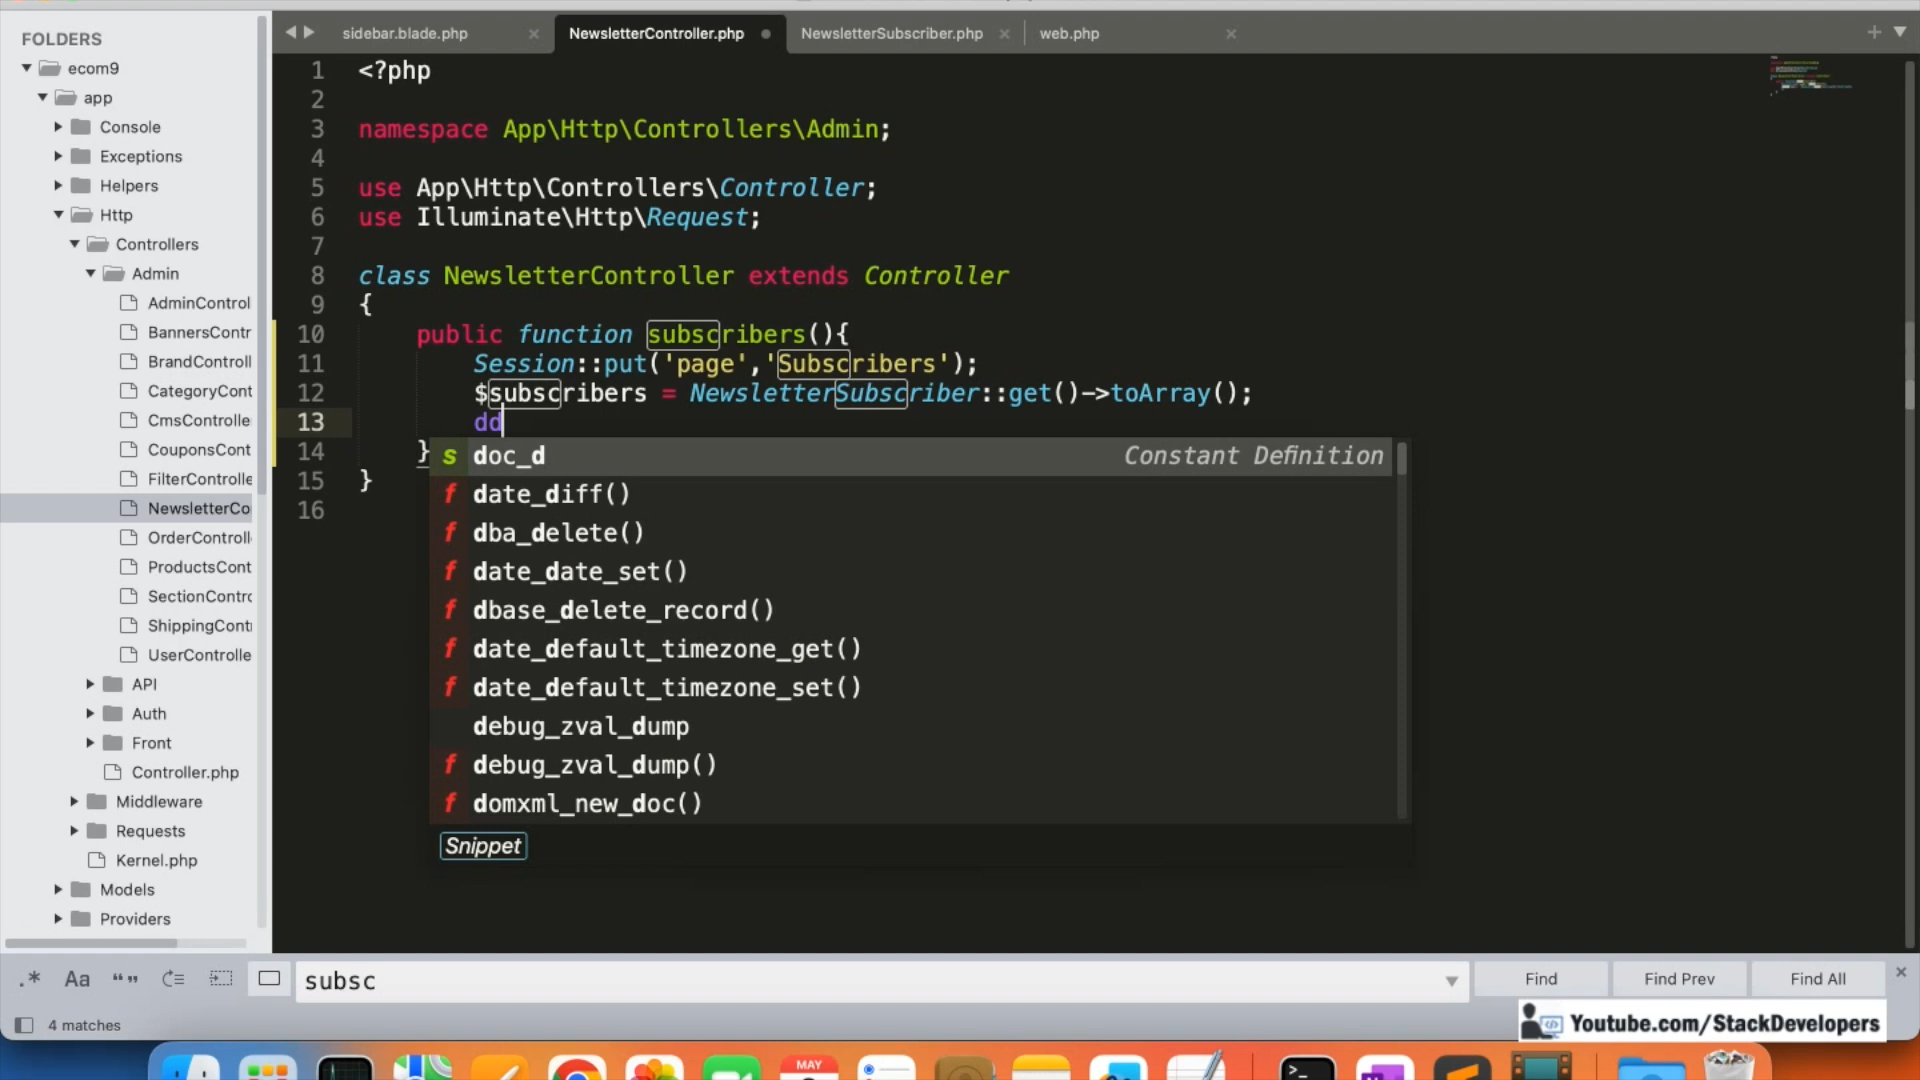 FOLDERS
ecom9
app
Console
Exceptions
Helpers
Http
Controllers
Admin
AdminControl
BannersContr
BrandControll
CategoryCont
CmsControlle
CouponsCont
FilterControlle
NewsletterCo
OrderControll
ProductsCont
SectionContro
ShippingContr
UserControlle
API
Auth
Front
Controller.php
Middleware
Requests
Kernel.php
Models
Providers
sidebar.blade.php
NewsletterController.php
NewsletterSubscriber.php
web.php
1 <?php
2
3 namespace App\Http\Controllers\Admin;
4
5 use App\Http\Controllers\Controller;
6 use Illuminate\Http\Request;
7
8 class NewsletterController extends Controller
9 {
10 public function subscribers(){
11 Session::put('page','Subscribers');
12 $subscribers = NewsletterSubscriber::get()->toArray();
13 dd
14 }
15 }
16
s doc_d Constant Definition
f date_diff()
f dba_delete()
f date_date_set()
f dbase_delete_record()
f date_default_timezone_get()
f date_default_timezone_set()
debug_zval_dump
f debug_zval_dump()
f domxml_new_doc()
Snippet
.* Aa “” subsc Find Find Prev Find All
4 matches
Youtube.com/StackDevelopers
MAY